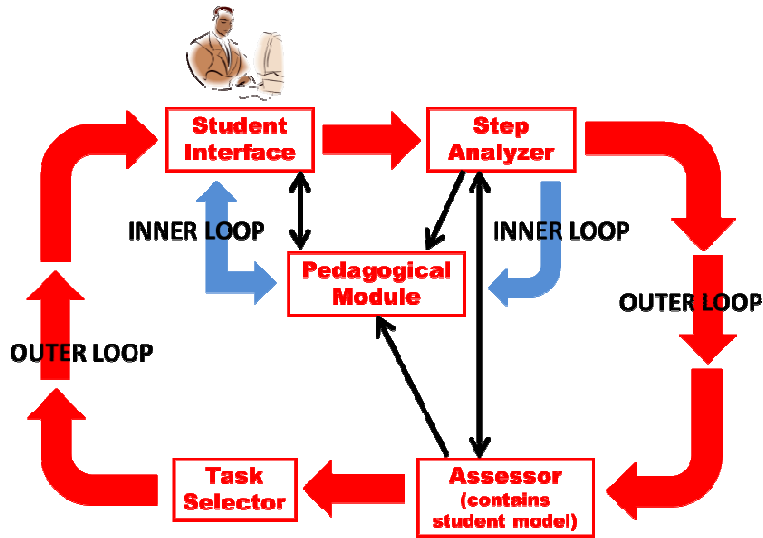 Student
Interface
Step
Analyzer
INNER LOOP
INNER LOOP
Pedagogical
Module
OUTER LOOP
OUTER LOOP
Task
Selector
Assessor
(contains
student model)